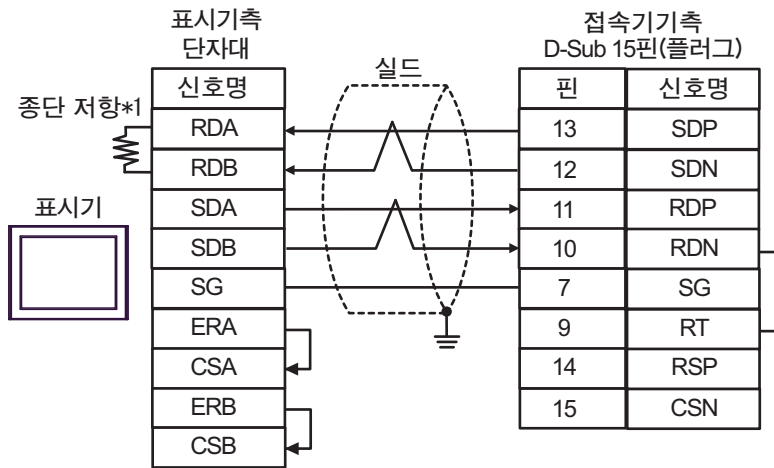 표시기측
단자대
접속기기측
D-Sub 15핀(플러그)
실드
종단 저항*1
표시기
신호명
RDA
RDB
SDA
SDB
SG
ERA
CSA
ERB
CSB
핀 신호명
13 SDP
12 SDN
11 RDP
10 RDN
7 SG
9 RT
14 RSP
15 CSN